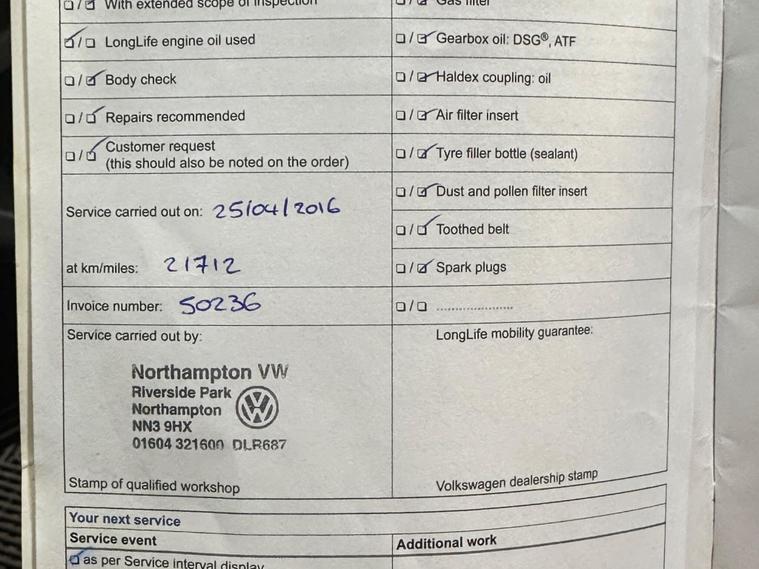 With extended scope of inspection
LongLife engine oil used
Body check
Repairs recommended
Customer request
(this should also be noted on the order)
Service carried out on: 25/04/2016
at km/miles: 21712
Invoice number: 50236
Service carried out by:
Northampton VW
Riverside Park
Northampton
NN3 9HX
01604 321600 DLR687
Stamp of qualified workshop
Gas filter
Gearbox oil: DSG®, ATF
Haldex coupling: oil
Air filter insert
Tyre filler bottle (sealant)
Dust and pollen filter insert
Toothed belt
Spark plugs
LongLife mobility guarantee:
Volkswagen dealership stamp
Your next service
Service event
as per Service interval display
Additional work